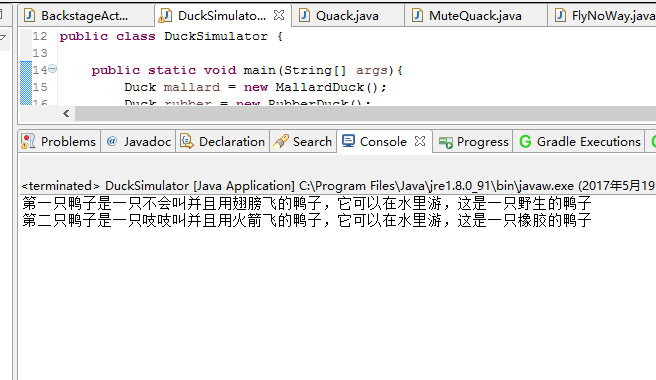 BackstageAct... DuckSimulato... Quack.java MuteQuack.java FlyNoWay.java
12 public class DuckSimulator {
13
14 public static void main(String[] args){
15 Duck mallard = new MallardDuck();
16 Duck rubber = new RubberDuck();
Problems Javadoc Declaration Search Console Progress Gradle Executions
<terminated> DuckSimulator [Java Application] C:\Program Files\Java\jre1.8.0_91\bin\javaw.exe (2017年5月19
第一只鸭子是一只不会叫并且用翅膀飞的鸭子，它可以在水里游，这是一只野生的鸭子
第二只鸭子是一只吱吱叫并且用火箭飞的鸭子，它可以在水里游，这是一只橡胶的鸭子